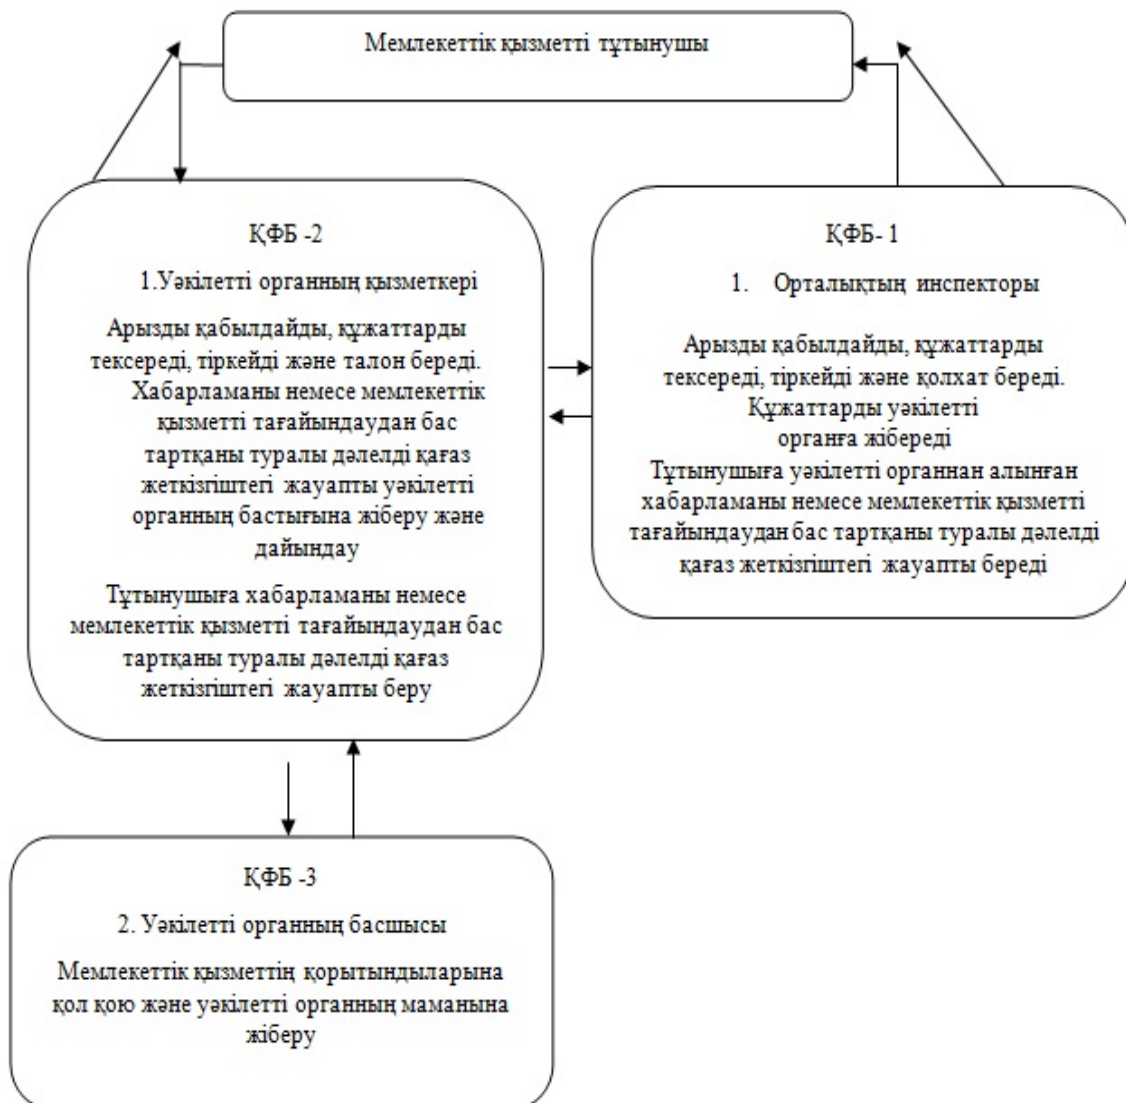 Мемлекеттік қызметті тұтынушы
ҚФБ -2
1.Уәкілетті органның қызметкері
Арызды қабылдайды, құжаттарды
тексереді, тіркейді және талон береді.
Хабарламаны немесе мемлекеттік
қызметті тағайындаудан бас
тартқаны туралы дәлелді қағаз
жеткізгіштегі жауапты уәкілетті
органның бастығына жіберу және
дайындау
Тұтынушыға хабарламаны немесе
мемлекеттік қызметті тағайындаудан бас
тартқаны туралы дәлелді қағаз
жеткізгіштегі жауапты беру
ҚФБ- 1
1. Орталықтың инспекторы
Арызды қабылдайды, құжаттарды
тексереді, тіркейді және қолхат береді.
Құжаттарды уәкілетті
органға жібереді
Тұтынушыға уәкілетті органнан алынған
хабарламаны немесе мемлекеттік қызметті
тағайындаудан бас тартқаны туралы дәлелді
қағаз жеткізгіштегі жауапты береді
ҚФБ -3
2. Уәкілетті органның басшысы
Мемлекеттік қызметтің қорытындыларына
қол қою және уәкілетті органның маманына
жіберу